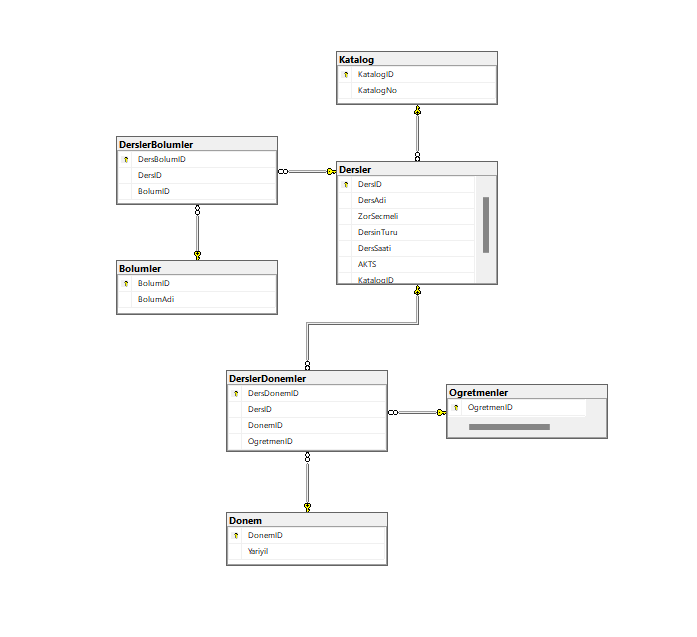 Katalog
KatalogID
KatalogNo
DerslerBolumler
DersBolumID
DersID
BolumID
Dersler
DersID
DersAdi
ZorSecmeli
DersinTuru
DersSaati
AKTS
KatalogID
Bolumler
BolumID
BolumAdi
DerslerDonemler
DersDonemID
DersID
DonemID
OgretmenID
Ogretmenler
OgretmenID
Donem
DonemID
Yariyil